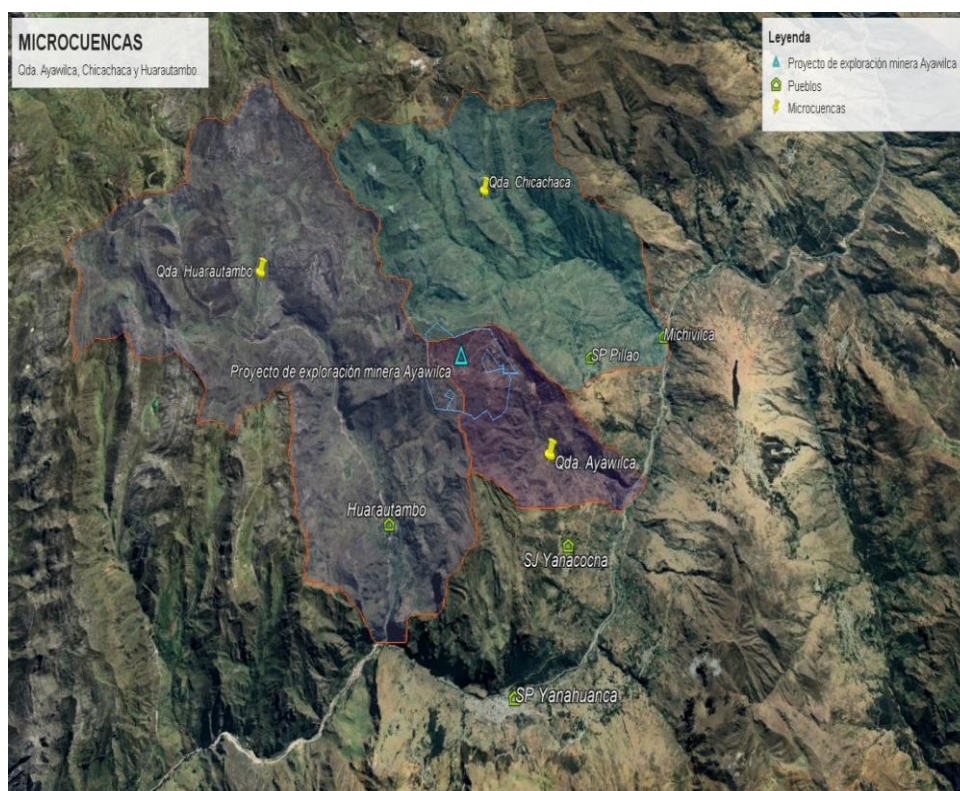 MICROCUENCAS
Qda. Ayawilca, Chicachaca y Huarautambo.
Leyenda
Proyecto de exploración minera Ayawilca
Pueblos
Microcuencas
Qda. Chicachaca
Qda. Huarautambo
Michivilca
SP Pillao
Proyecto de exploración minera Ayawilca
Qda. Ayawilca
Huarautambo
SJ Yanacocha
SP Yanahuanca